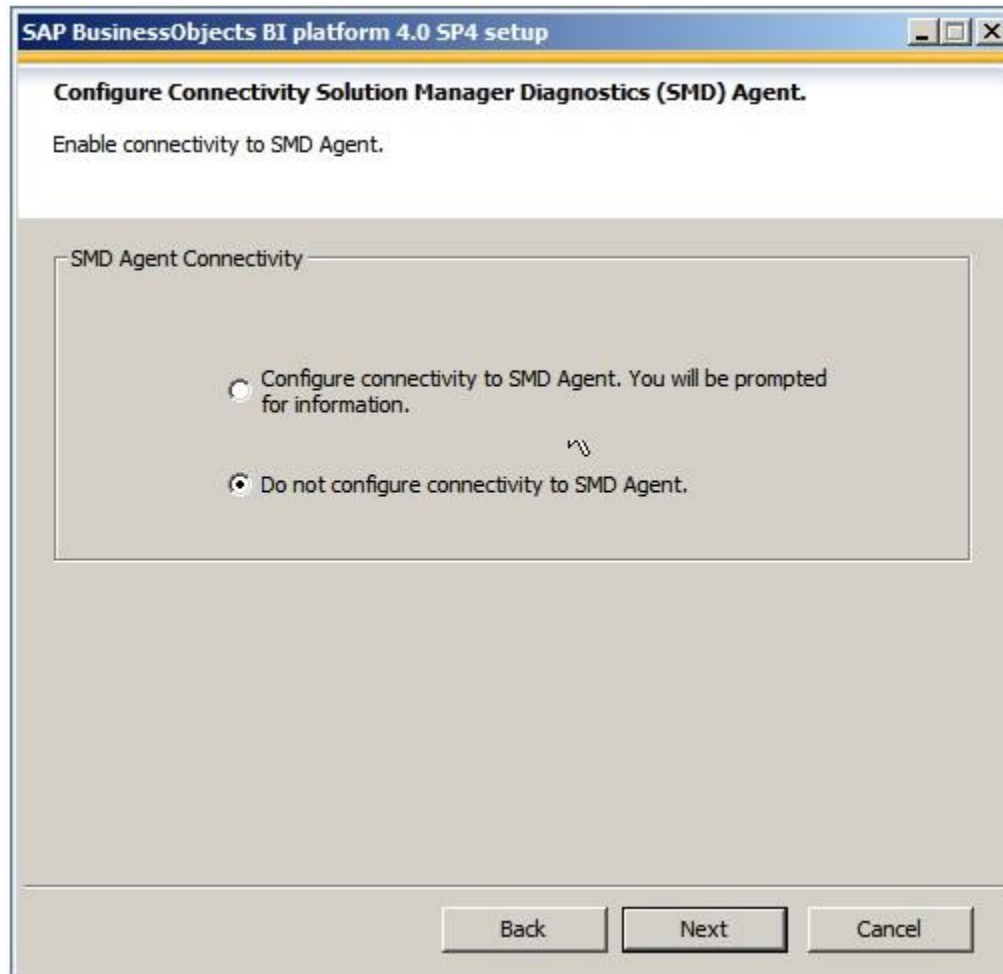 SAP BusinessObjects BI platform 4.0 SP4 setup
Configure Connectivity Solution Manager Diagnostics (SMD) Agent.
Enable connectivity to SMD Agent.
SMD Agent Connectivity
Configure connectivity to SMD Agent. You will be prompted
for information.
Do not configure connectivity to SMD Agent.
Back Next Cancel